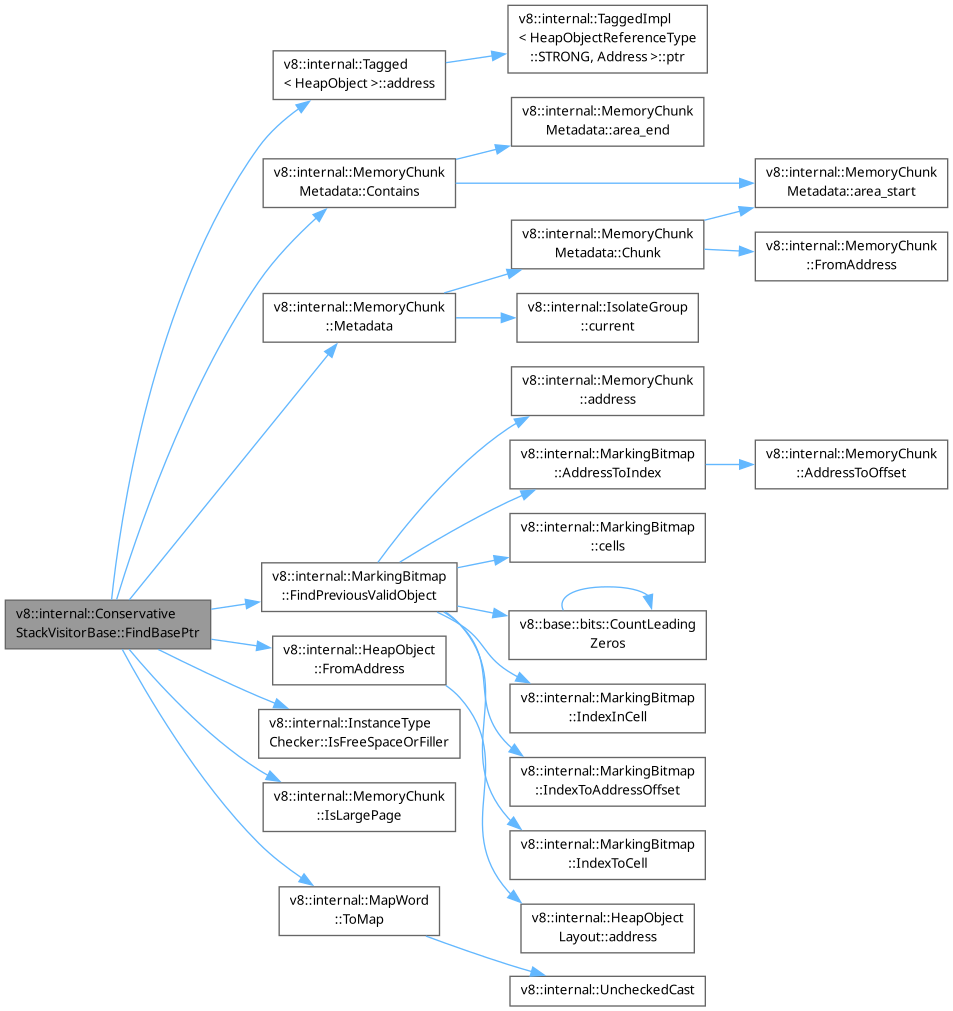 v8::internal::Conservative
StackVisitorBase::FindBasePtr
v8::internal::Tagged
< HeapObject >::address
v8::internal::TaggedImpl
< HeapObjectReferenceType
::STRONG, Address >::ptr
v8::internal::MemoryChunk
Metadata::Contains
v8::internal::MemoryChunk
Metadata::area_end
v8::internal::MemoryChunk
Metadata::area_start
v8::internal::MemoryChunk
::Metadata
v8::internal::MemoryChunk
Metadata::Chunk
v8::internal::MemoryChunk
::FromAddress
v8::internal::IsolateGroup
::current
v8::internal::MarkingBitmap
::FindPreviousValidObject
v8::internal::MemoryChunk
::address
v8::internal::MarkingBitmap
::AddressToIndex
v8::internal::MemoryChunk
::AddressToOffset
v8::internal::MarkingBitmap
::cells
v8::base::bits::CountLeading
Zeros
v8::internal::MarkingBitmap
::IndexInCell
v8::internal::MarkingBitmap
::IndexToAddressOffset
v8::internal::MarkingBitmap
::IndexToCell
v8::internal::HeapObject
::FromAddress
v8::internal::HeapObject
Layout::address
v8::internal::InstanceType
Checker::IsFreeSpaceOrFiller
v8::internal::MemoryChunk
::IsLargePage
v8::internal::MapWord
::ToMap
v8::internal::UncheckedCast